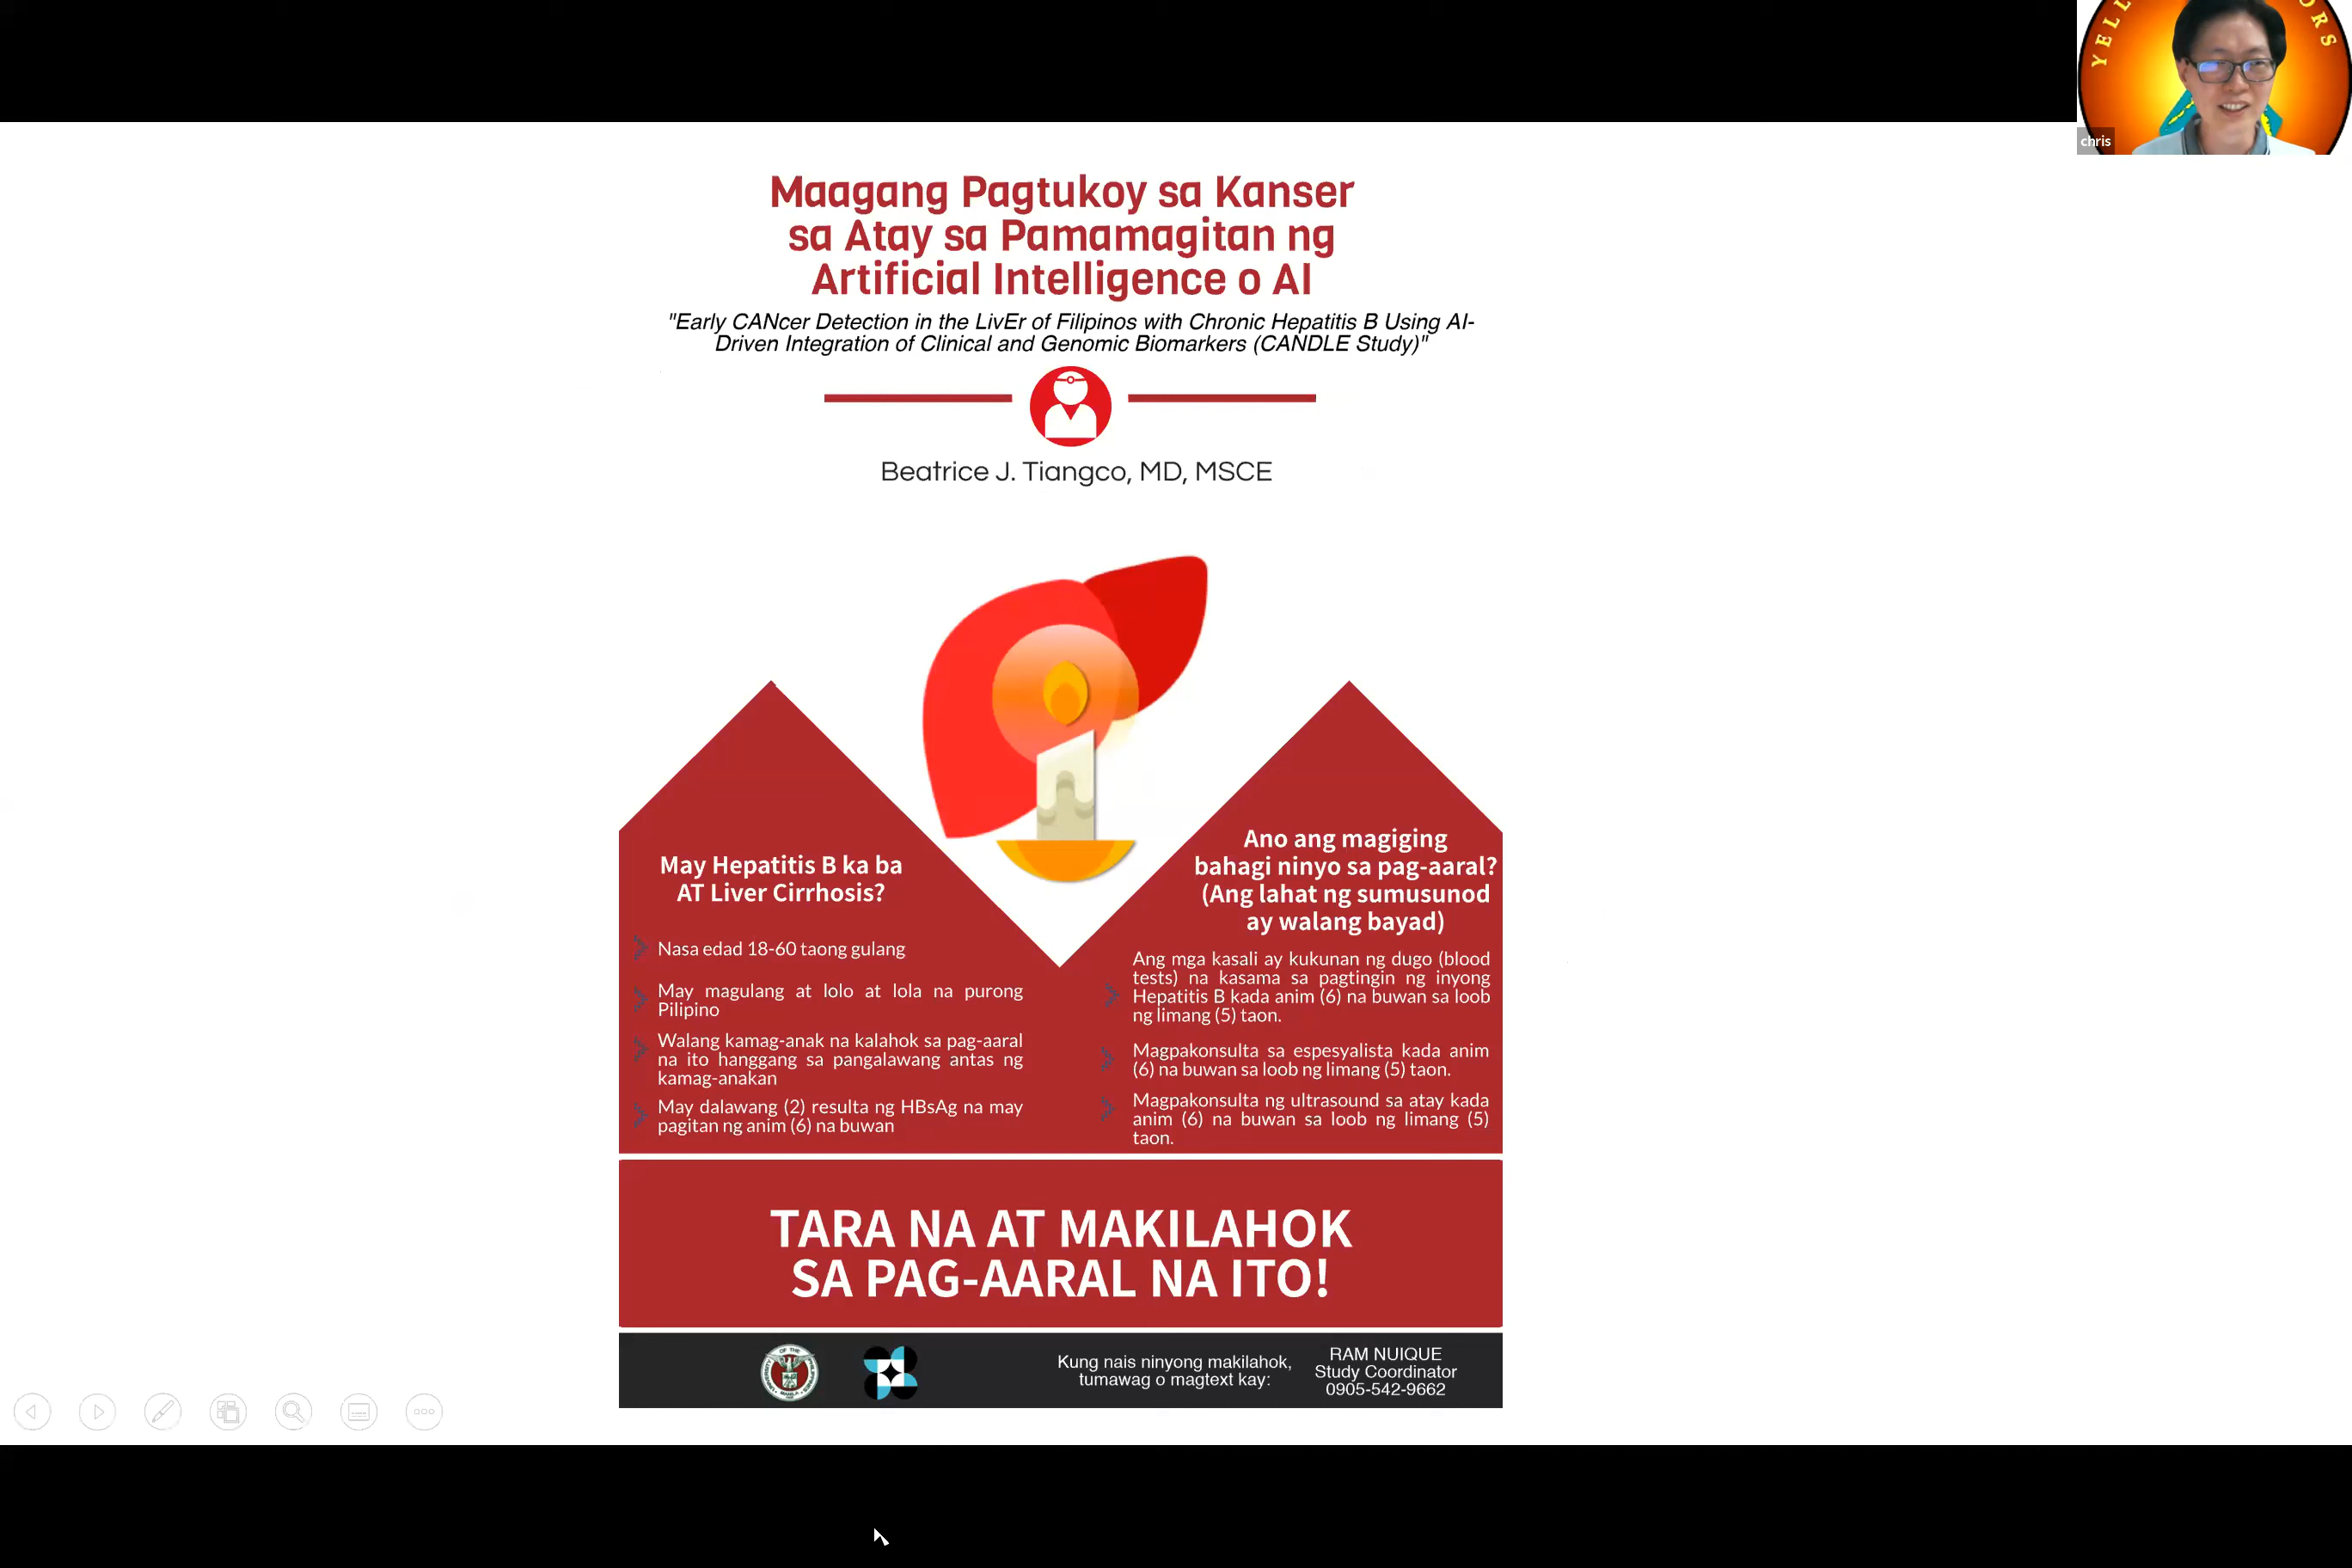 Maagang Pagtukoy sa Kanser
sa Atay sa Pamamagitan ng
Artificial Intelligence o AI
"Early CANcer Detection in the LivEr of Filipinos with Chronic Hepatitis B Using AI-
Driven Integration of Clinical and Genomic Biomarkers (CANDLE Study)"
Beatrice J. Tiangco, MD, MSCE
May Hepatitis B ka ba
AT Liver Cirrhosis?
Nasa edad 18-60 taong gulang
May magulang at lolo at lola na purong
Pilipino
Walang kamag-anak na kalahok sa pag-aaral
na ito hanggang sa pangalawang antas ng
kamag-anakan
May dalawang (2) resulta ng HBsAg na may
pagitan ng anim (6) na buwan
Ano ang magiging
bahagi ninyo sa pag-aaral?
(Ang lahat ng sumusunod
ay walang bayad)
Ang mga kasali ay kukunan ng dugo (blood
tests) na kasama sa pagtingin ng inyong
Hepatitis B kada anim (6) na buwan sa loob
ng limang (5) taon.
Magpakonsulta sa espesyalista kada anim
(6) na buwan sa loob ng limang (5) taon.
Magpakonsulta ng ultrasound sa atay kada
anim (6) na buwan sa loob ng limang (5)
taon.
TARA NA AT MAKILAHOK
SA PAG-AARAL NA ITO!
Kung nais ninyong makilahok,
tumawag o magtext kay:
RAM NUIQUE
Study Coordinator
0905-542-9662
chris